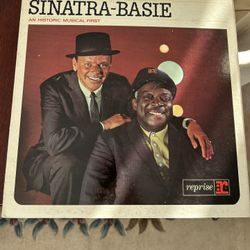 SINATRA-BASIE
AN HISTORIC MUSICAL FIRST
reprise